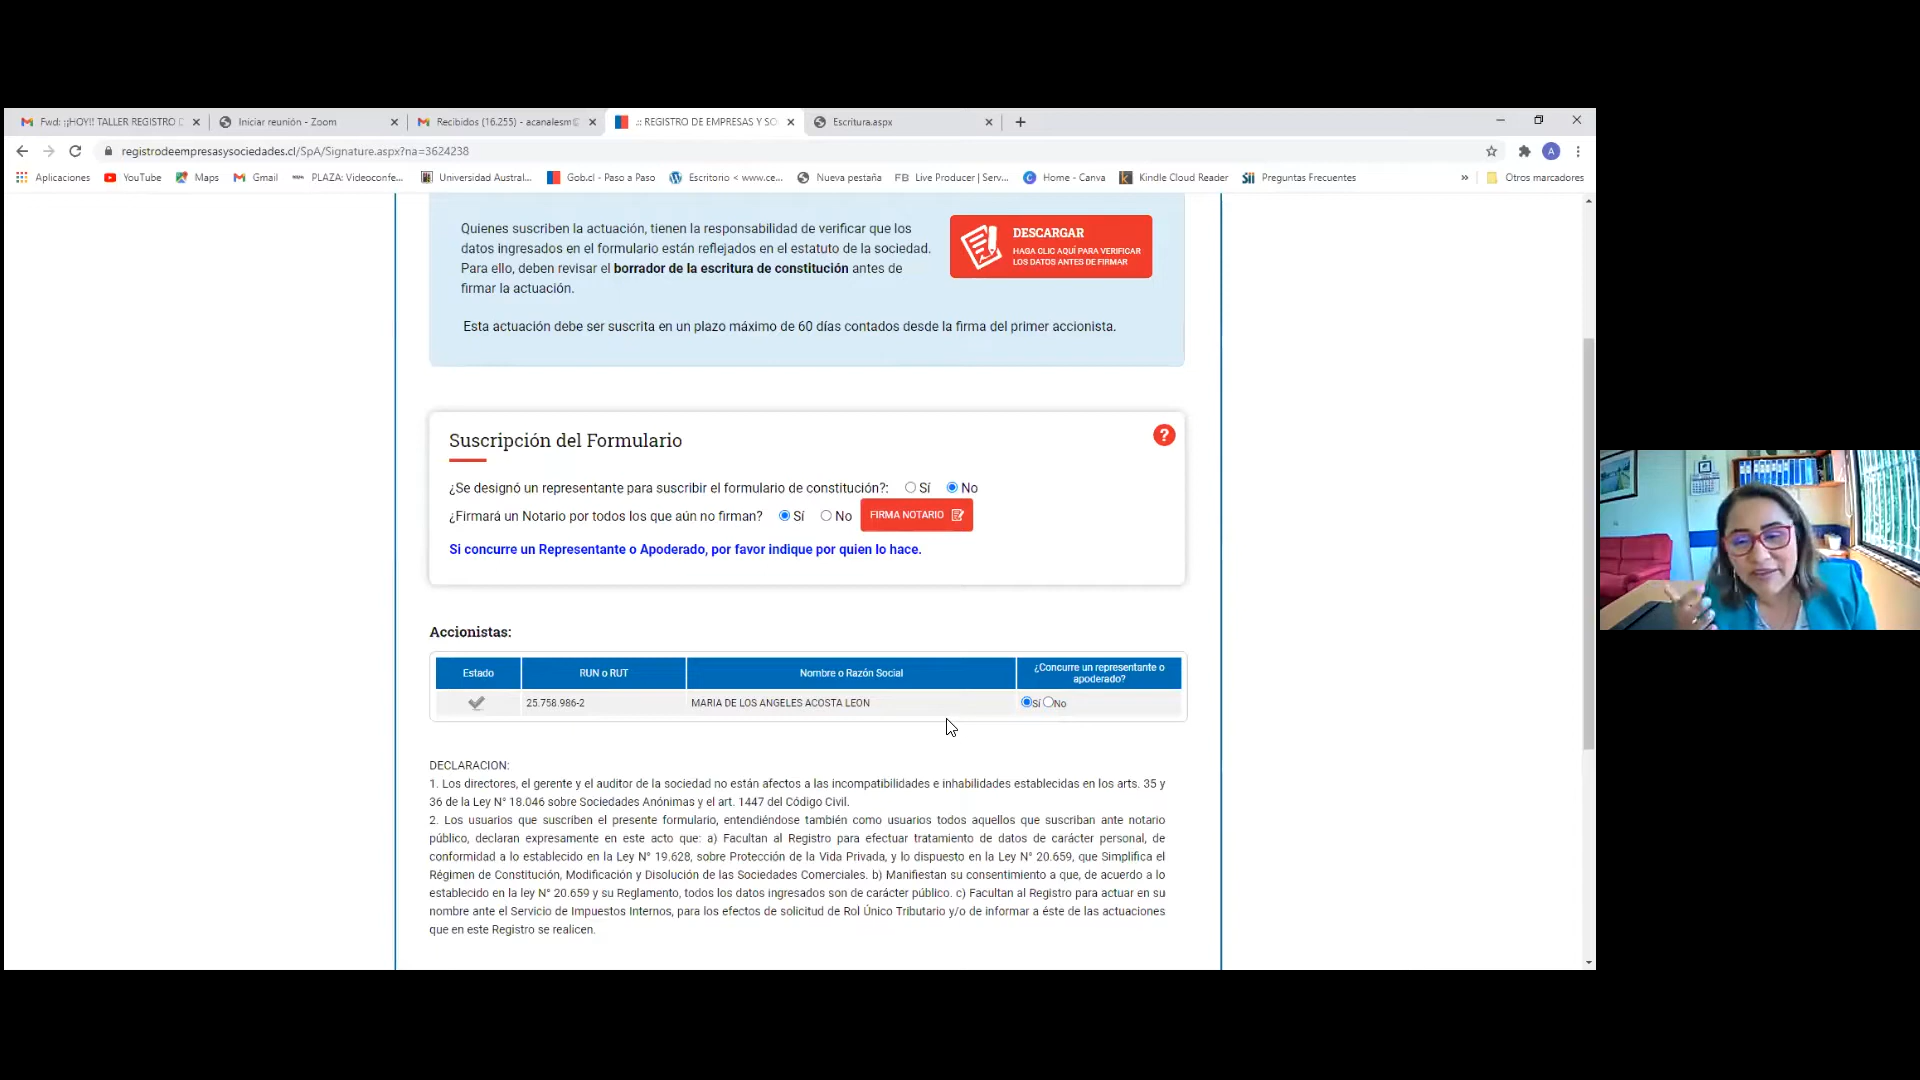 Fwd: ¡¡HOY!! TALLER REGISTRO
Iniciar reunión - Zoom
Recibidos (16.255) - acanalesm
.:: REGISTRO DE EMPRESAS Y SO
Escritura.aspx
registrodeempresasysociedades.cl/SpA/Signature.aspx?na=3624238
A
Aplicaciones
YouTube
Maps
Gmail
PLAZA: Videoconfe...
Universidad Austral...
Gob.cl - Paso a Paso
Escritorio < www.ce...
Nueva pestaña
FB Live Producer | Serv...
Home - Canva
Kindle Cloud Reader
Sii Preguntas Frecuentes
»
Otros marcadores
Quienes suscriben la actuación, tienen la responsabilidad de verificar que los
datos ingresados en el formulario están reflejados en el estatuto de la sociedad.
Para ello, deben revisar el borrador de la escritura de constitución antes de
firmar la actuación.
DESCARGAR
HAGA CLIC AQUÍ PARA VERIFICAR
LOS DATOS ANTES DE FIRMAR
Esta actuación debe ser suscrita en un plazo máximo de 60 días contados desde la firma del primer accionista.
Suscripción del Formulario
?
¿Se designó un representante para suscribir el formulario de constitución?: Sí No
¿Firmará un Notario por todos los que aún no firman? Sí No FIRMA NOTARIO
Si concurre un Representante o Apoderado, por favor indique por quien lo hace.
Accionistas:
Estado RUN o RUT Nombre o Razón Social ¿Concurre un representante o
apoderado?
25.758.986-2 MARIA DE LOS ANGELES ACOSTA LEON Sí No
DECLARACION:
1. Los directores, el gerente y el auditor de la sociedad no están afectos a las incompatibilidades e inhabilidades establecidas en los arts. 35 y
36 de la Ley N° 18.046 sobre Sociedades Anónimas y el art. 1447 del Código Civil.
2. Los usuarios que suscriben el presente formulario, entendiéndose también como usuarios todos aquellos que suscriban ante notario
público, declaran expresamente en este acto que: a) Facultan al Registro para efectuar tratamiento de datos de carácter personal, de
conformidad a lo establecido en la Ley N° 19.628, sobre Protección de la Vida Privada, y lo dispuesto en la Ley N° 20.659, que Simplifica el
Régimen de Constitución, Modificación y Disolución de las Sociedades Comerciales. b) Manifiestan su consentimiento a que, de acuerdo a lo
establecido en la ley N° 20.659 y su Reglamento, todos los datos ingresados son de carácter público. c) Facultan al Registro para actuar en su
nombre ante el Servicio de Impuestos Internos, para los efectos de solicitud de Rol Único Tributario y/o de informar a éste de las actuaciones
que en este Registro se realicen.